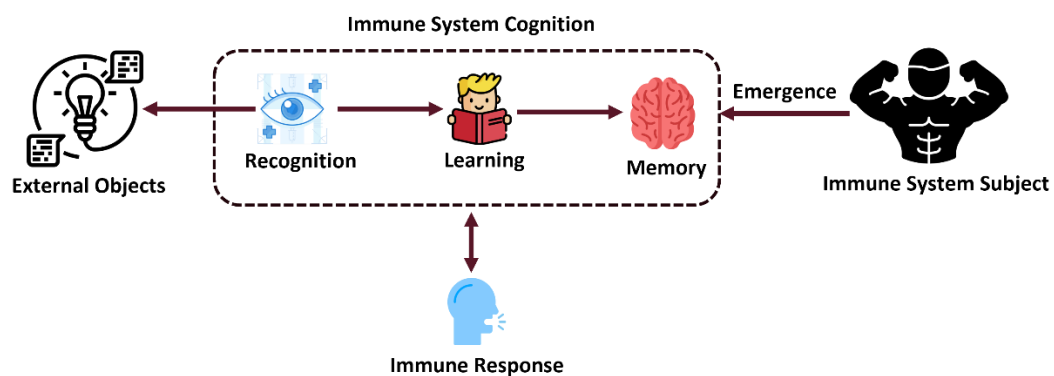 Immune System Cognition
Emergence
Recognition
Learning
Memory
External Objects
Immune System Subject
Immune Response